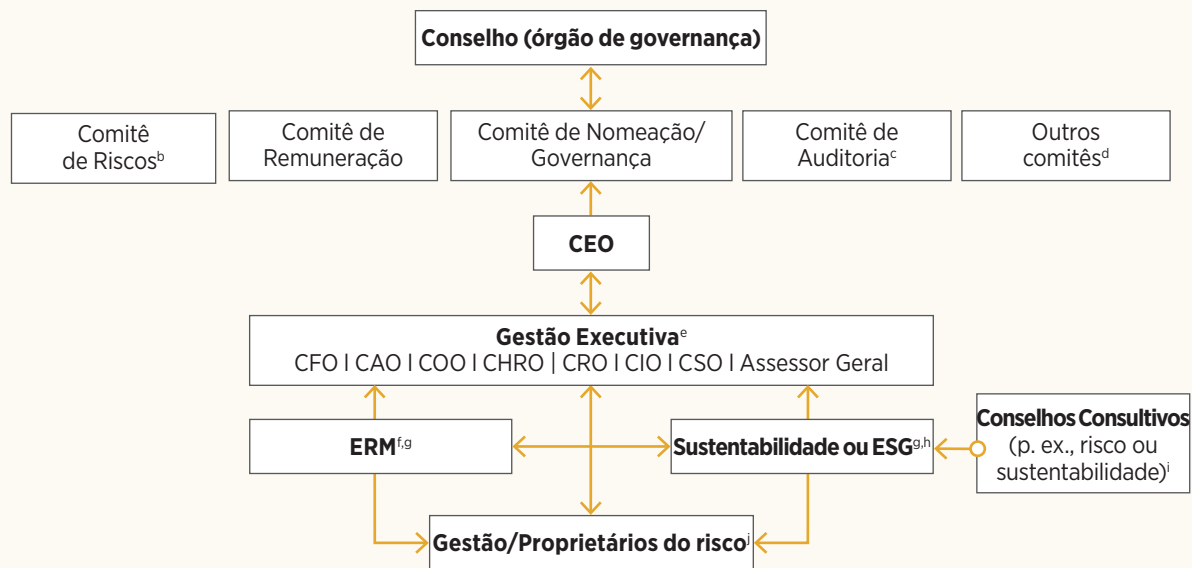 Conselho (órgão de governança)
Comitê
de Riscosᵇ
Comitê de
Remuneração
Comitê de Nomeação/
Governança
Comitê de
Auditoriaᶜ
Outros
comitêsᵈ
CEO
Gestão Executivaᵉ
CFO l CAO l COO l CHRO | CRO l CIO l CSO l Assessor Geral
ERMᶠ,ᵍ
Sustentabilidade ou ESGᵍ,ʰ
Conselhos Consultivos
(p. ex., risco ou
sustentabilidade)ⁱ
Gestão/Proprietários do riscoʲ